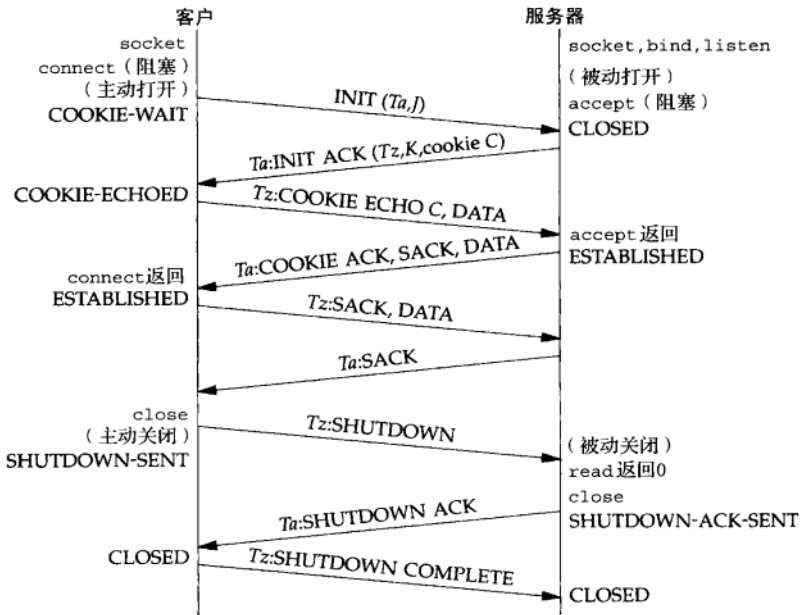 客户
服务器
socket
connect（阻塞）
（主动打开）
COOKIE-WAIT
socket,bind,listen
（被动打开）
accept（阻塞）
CLOSED
INIT (Ta,J)
Ta:INIT ACK (Tz,K,cookie C)
COOKIE-ECHOED
Tz:COOKIE ECHO C, DATA
accept返回
ESTABLISHED
Ta:COOKIE ACK, SACK, DATA
connect返回
ESTABLISHED
Tz:SACK, DATA
Ta:SACK
close
（主动关闭）
SHUTDOWN-SENT
Tz:SHUTDOWN
（被动关闭）
read返回0
close
SHUTDOWN-ACK-SENT
Ta:SHUTDOWN ACK
CLOSED
Tz:SHUTDOWN COMPLETE
CLOSED